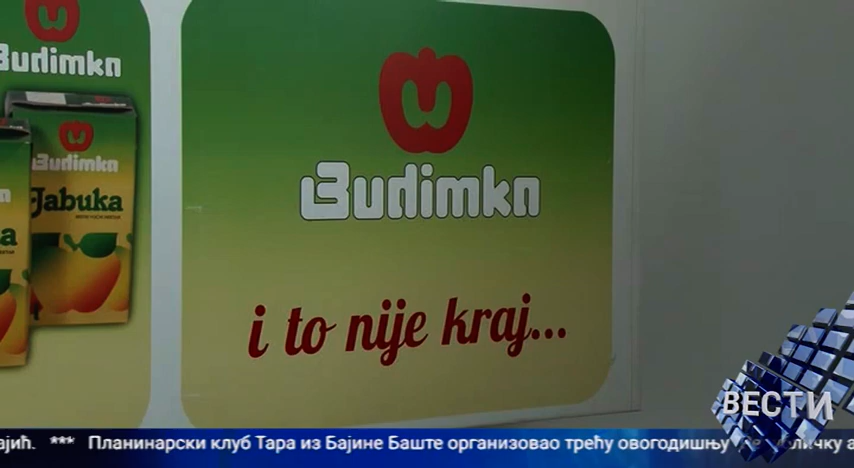 Budimka
Budimka
Jabuka
Budimka
i to nije kraj...
ВЕСТИ
ајић. *** Планинарски клуб Тара из Бајине Баште организовао трећу овогодишњу